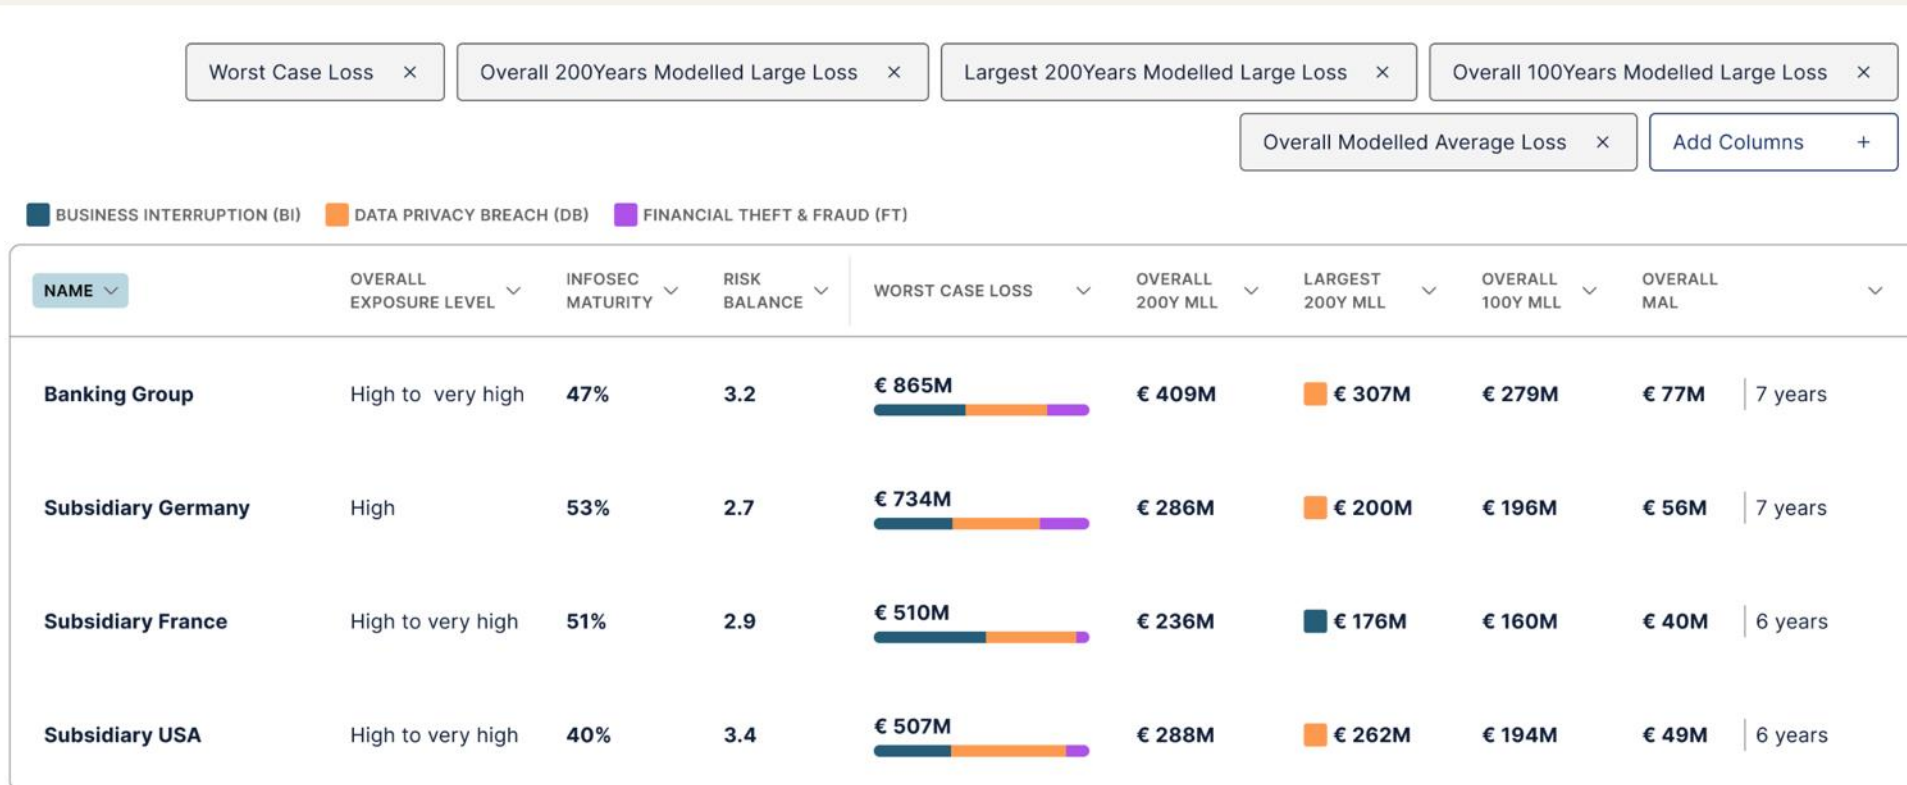 Worst Case Loss × Overall 200Years Modelled Large Loss × Largest 200Years Modelled Large Loss × Overall 100Years Modelled Large Loss ×
Overall Modelled Average Loss × Add Columns +
BUSINESS INTERRUPTION (BI) DATA PRIVACY BREACH (DB) FINANCIAL THEFT & FRAUD (FT)
NAME OVERALL EXPOSURE LEVEL INFOSEC MATURITY RISK BALANCE WORST CASE LOSS OVERALL 200Y MLL LARGEST 200Y MLL OVERALL 100Y MLL OVERALL MAL
Banking Group High to very high 47% 3.2 € 865M € 409M € 307M € 279M € 77M 7 years
Subsidiary Germany High 53% 2.7 € 734M € 286M € 200M € 196M € 56M 7 years
Subsidiary France High to very high 51% 2.9 € 510M € 236M € 176M € 160M € 40M 6 years
Subsidiary USA High to very high 40% 3.4 € 507M € 288M € 262M € 194M € 49M 6 years